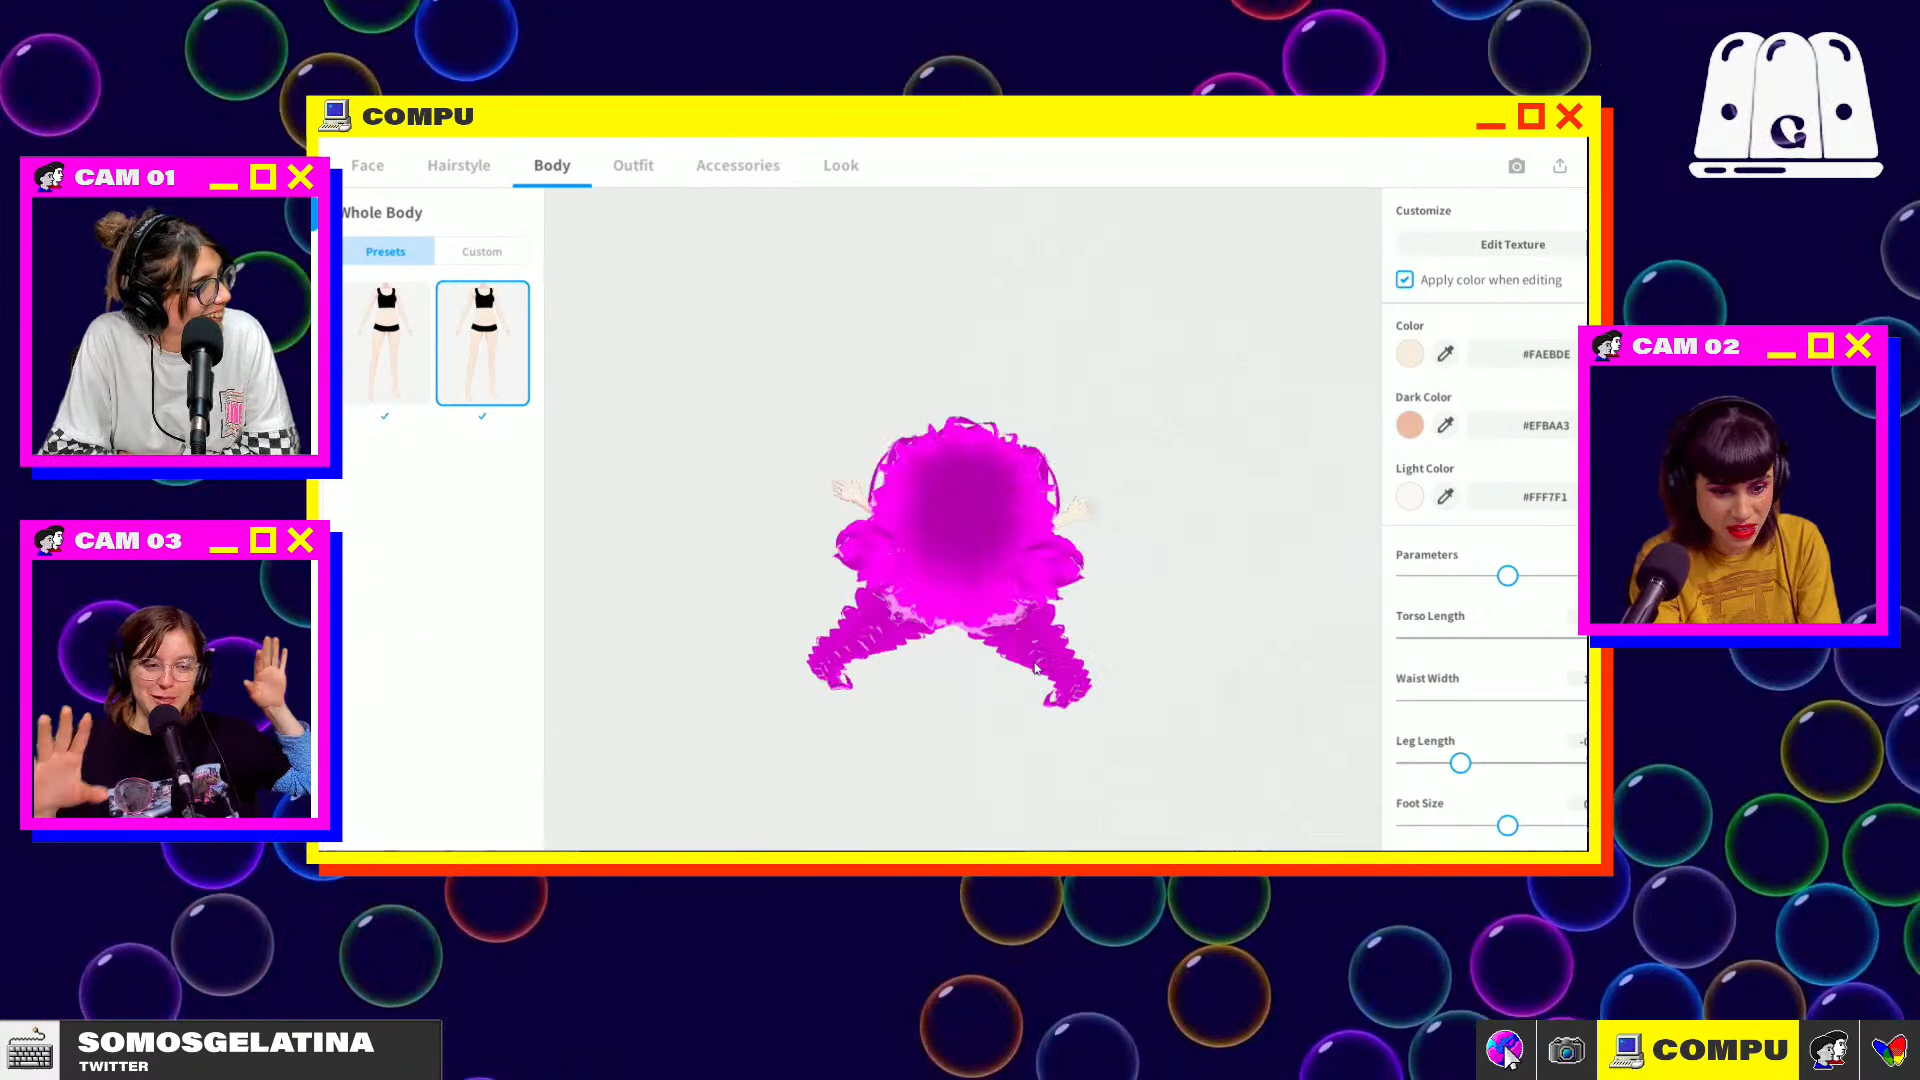 COMPU
Face Hairstyle Body Outfit Accessories Look
CAM 01
Whole Body
Presets Custom
Customize
Edit Texture
Apply color when editing
Color
#FAEBDE
Dark Color
#EFBAA3
Light Color
#FFF7F1
Parameters
Torso Length
Waist Width
Leg Length
Foot Size
CAM 02
CAM 03
SOMOSGELATINA
TWITTER
COMPU